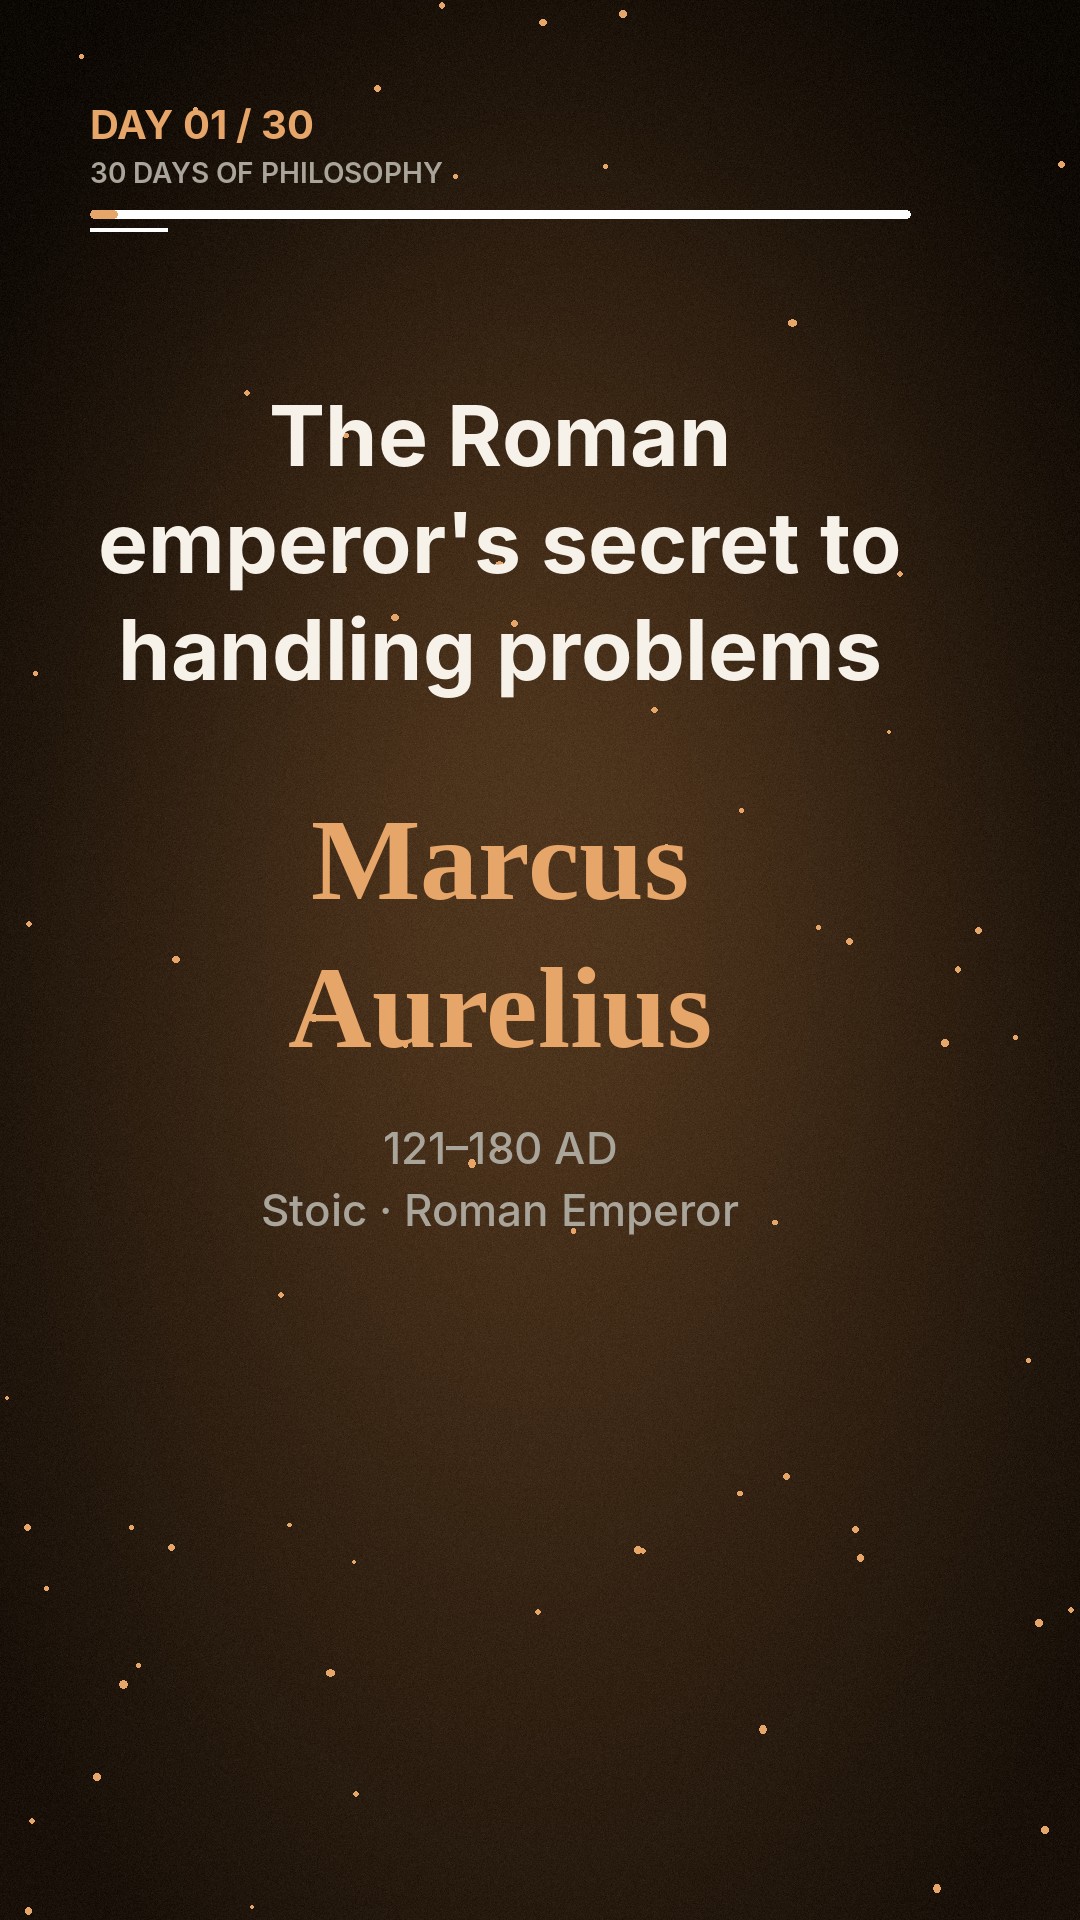 DAY 01 / 30
30 DAYS OF PHILOSOPHY
The Roman
emperor's secret to
handling problems
Marcus
Aurelius
121–180 AD
Stoic · Roman Emperor